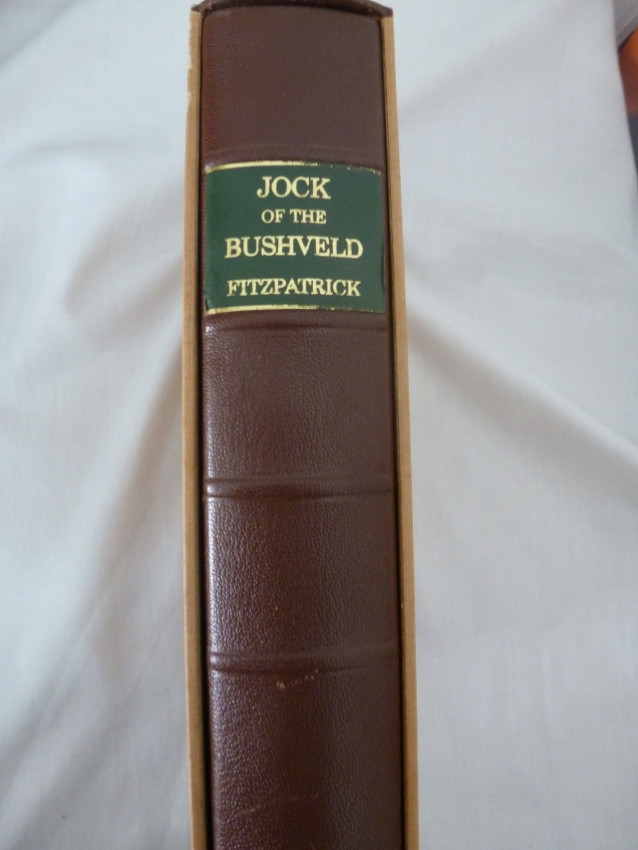 JOCK
OF THE
BUSHVELD
FITZPATRICK